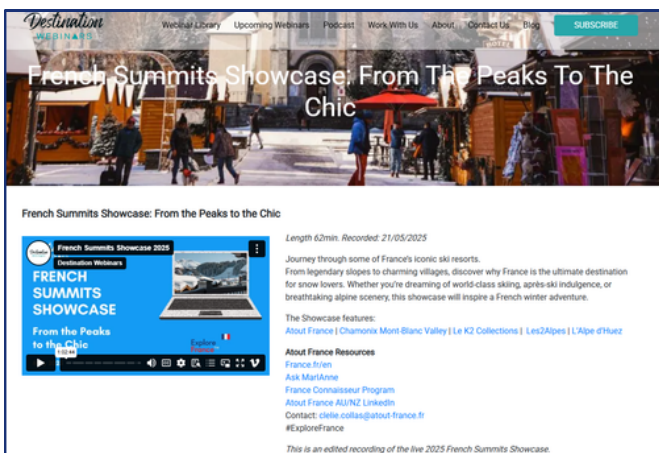 Destination
WEBINARS
Webinar Library Upcoming Webinars Podcast Work With Us About Contact Us Blog SUBSCRIBE
HOTEL
French Summits Showcase: From The Peaks To The
Chic
French Summits Showcase: From the Peaks to the Chic
French Summits Showcase 2025
Destination Webinars
FRENCH
SUMMITS
SHOWCASE
From the Peaks
to the Chic
Explore
France
1:02:44
Length 62min. Recorded: 21/05/2025
Journey through some of France's iconic ski resorts.
From legendary slopes to charming villages, discover why France is the ultimate destination
for snow lovers. Whether you're dreaming of world-class skiing, après-ski indulgence, or
breathtaking alpine scenery, this showcase will inspire a French winter adventure.
The Showcase features:
Atout France | Chamonix Mont-Blanc Valley | Le K2 Collections | Les2Alpes | L'Alpe d'Huez
Atout France Resources
France.fr/en
Ask MarIAnne
France Connaisseur Program
Atout France AU/NZ LinkedIn
Contact: clelie.collas@atout-france.fr
#ExploreFrance
This is an edited recording of the live 2025 French Summits Showcase.